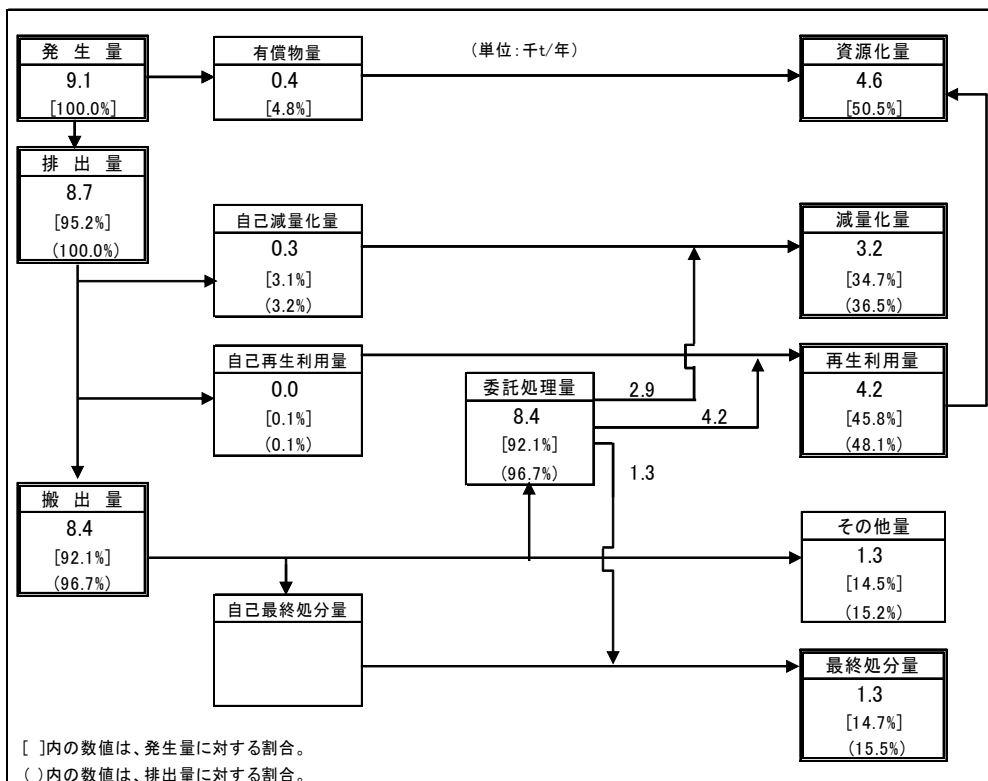 発生量
9.1
[100.0%]
有償物量
0.4
[4.8%]
(単位:千t/年)
資源化量
4.6
[50.5%]
排出量
8.7
[95.2%]
(100.0%)
自己減量化量
0.3
[3.1%]
(3.2%)
減量化量
3.2
[34.7%]
(36.5%)
自己再生利用量
0.0
[0.1%]
(0.1%)
委託処理量
8.4
[92.1%]
(96.7%)
2.9
4.2
1.3
再生利用量
4.2
[45.8%]
(48.1%)
搬出量
8.4
[92.1%]
(96.7%)
その他量
1.3
[14.5%]
(15.2%)
自己最終処分量
最終処分量
1.3
[14.7%]
(15.5%)
[ ]内の数値は、発生量に対する割合。
( )内の数値は、排出量に対する割合。